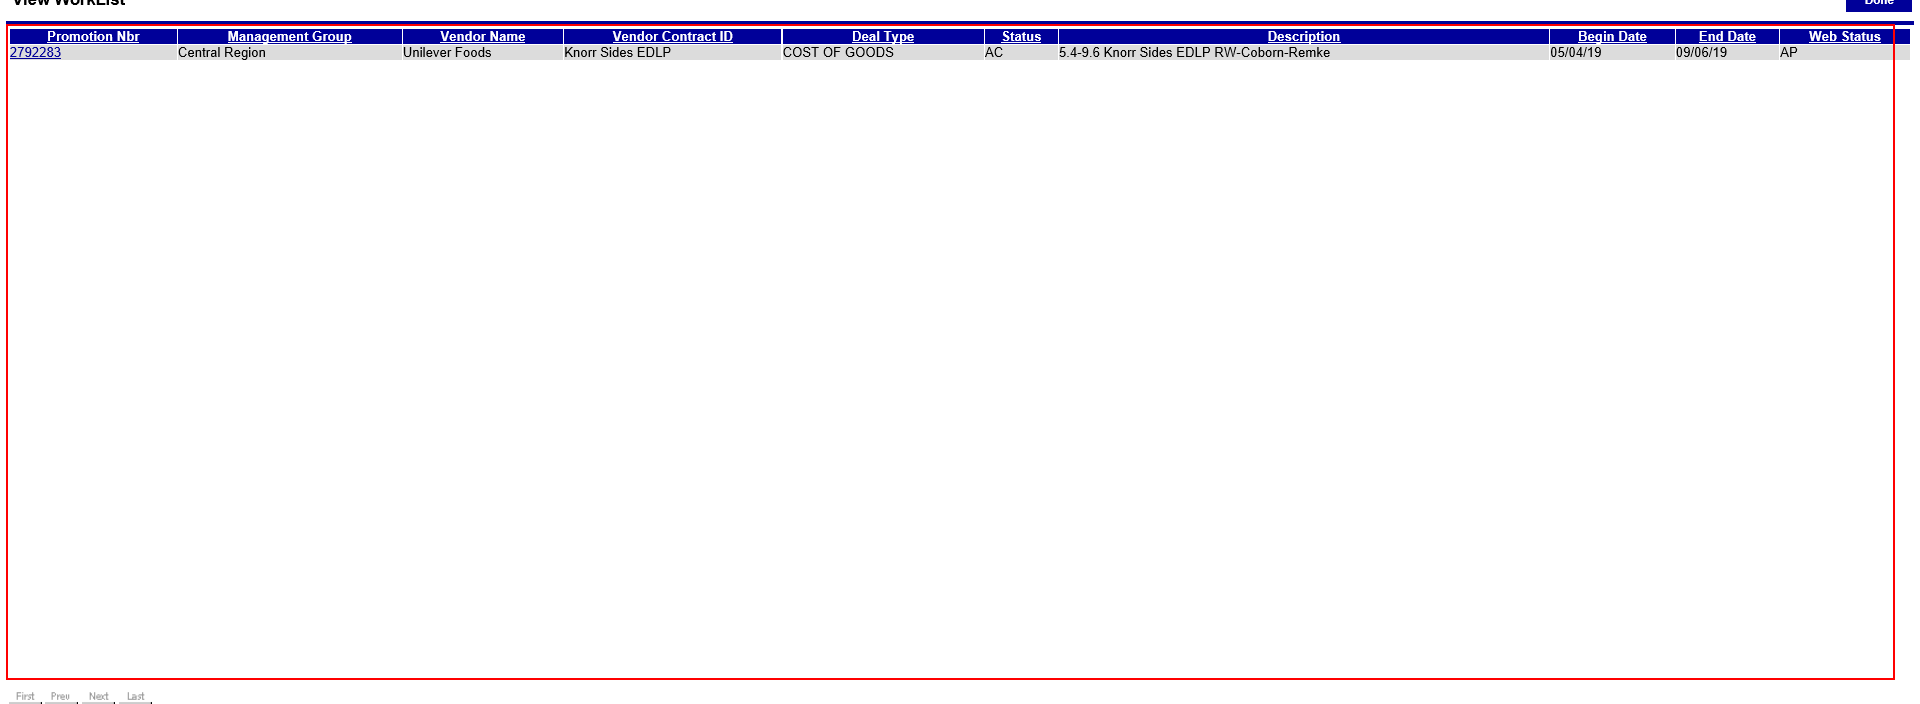 View WorkList
Done
Promotion Nbr Management Group Vendor Name Vendor Contract ID Deal Type Status Description Begin Date End Date Web Status
2792283 Central Region Unilever Foods Knorr Sides EDLP COST OF GOODS AC 5.4-9.6 Knorr Sides EDLP RW-Coborn-Remke 05/04/19 09/06/19 AP
First Prev Next Last